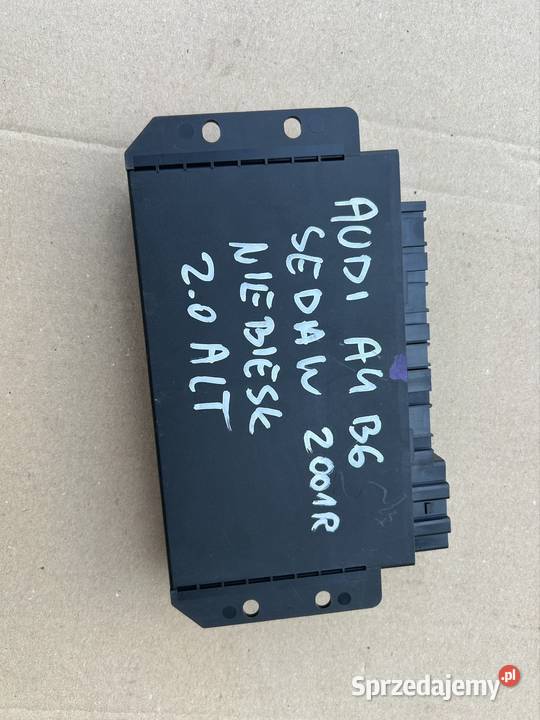 AUDI A4 B6
SEDAN 2001R
NIEBIESK
2.0 ALT
Sprzedajemy.pl